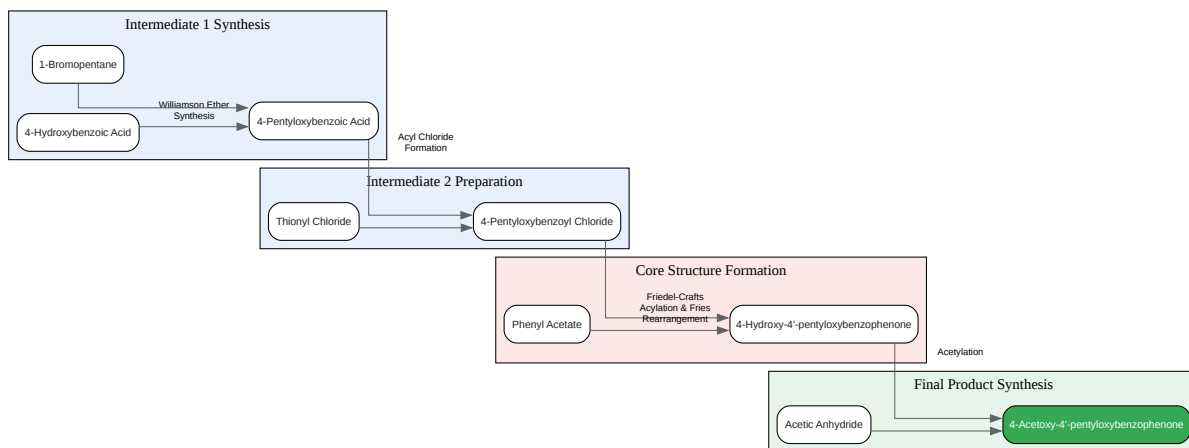 Intermediate 1 Synthesis
1-Bromopentane
Williamson Ether
Synthesis
4-Hydroxybenzoic Acid
4-Pentyloxybenzoic Acid
Acyl Chloride
Formation
Intermediate 2 Preparation
Thionyl Chloride
4-Pentyloxybenzoyl Chloride
Core Structure Formation
Friedel-Crafts
Acylation & Fries
Rearrangement
Phenyl Acetate
4-Hydroxy-4'-pentyloxybenzophenone
Acetylation
Final Product Synthesis
Acetic Anhydride
4-Acetoxy-4'-pentyloxybenzophenone